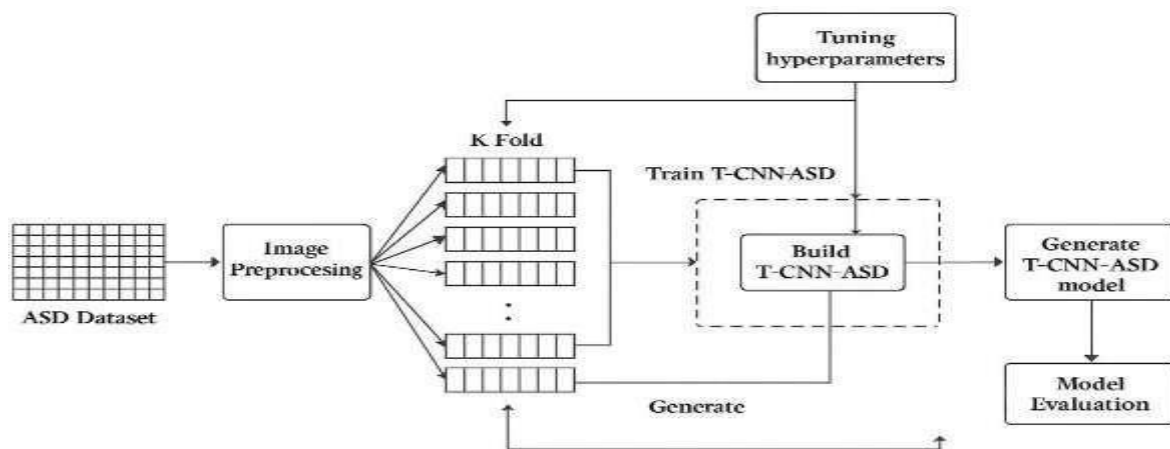 Tuning
hyperparameters
K Fold
Train T-CNN-ASD
Image
Preprocesing
Build
T-CNN-ASD
Generate
T-CNN-ASD
model
ASD Dataset
Generate
Model
Evaluation